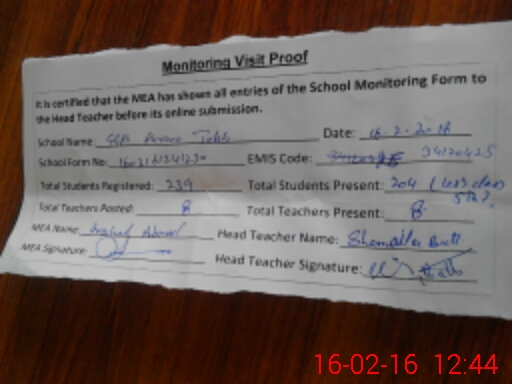 Monitoring Visit Proof
It is certified that the MEA has shown all entries of the School Monitoring Form to
the Head Teacher before its online submission.
School Name: Date: 16-2-2016
School Form No: EMIS Code: 34120425
Total Students Registered: 239 Total Students Present: 204
Total Teachers Posted: 8 Total Teachers Present: 8
MEA Name: Head Teacher Name: Shomaila Butt
MEA Signature: Head Teacher Signature:
16-02-16 12:44